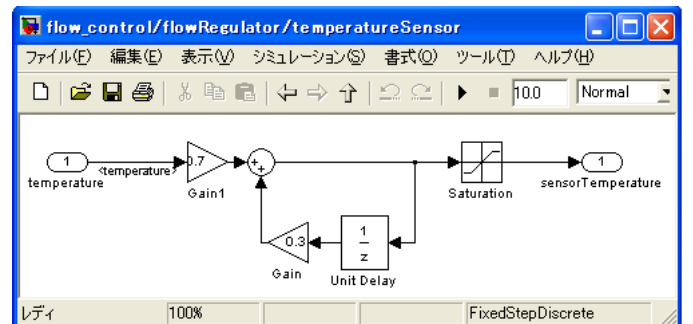 flow_control/flowRegulator/temperatureSensor
ファイル(F) 編集(E) 表示(V) シミュレーション(S) 書式(O) ツール(T) ヘルプ(H)
10.0 Normal
1 <temperature> 0.7 1
temperature Gain1 Saturation sensorTemperature
0.3 1
z
Gain Unit Delay
レディ 100% FixedStepDiscrete